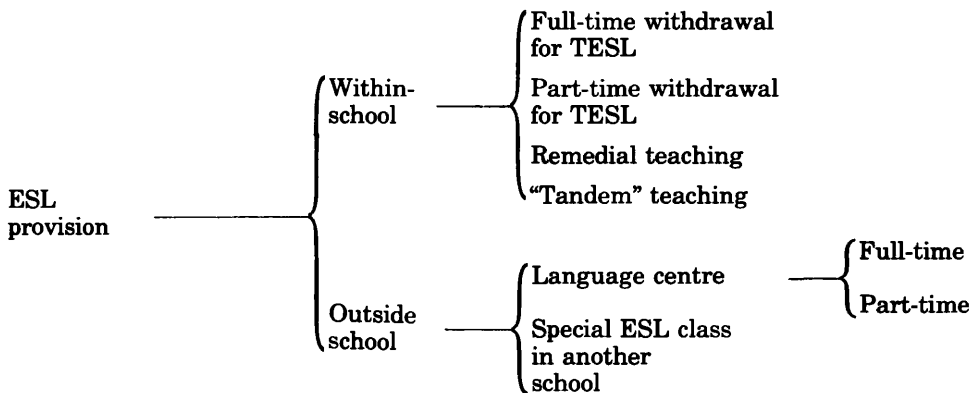 ESL
provision
Within-
school
Full-time withdrawal
for TESL
Part-time withdrawal
for TESL
Remedial teaching
“Tandem” teaching
Outside
school
Language centre
Full-time
Part-time
Special ESL class
in another
school